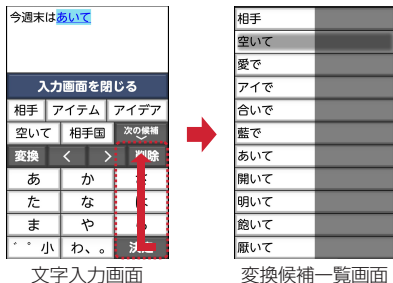 今週末はあいて
入力画面を閉じる
相手 アイテム アイデア
空いて 相手国 次の候補
変換 < > 削除
あ か さ
た な は
ま や ら
゛゜小 わ、。 決定
文字入力画面
相手
空いて
愛で
アイで
合いで
藍で
あいて
開いて
明いて
飽いて
厭いて
変換候補一覧画面